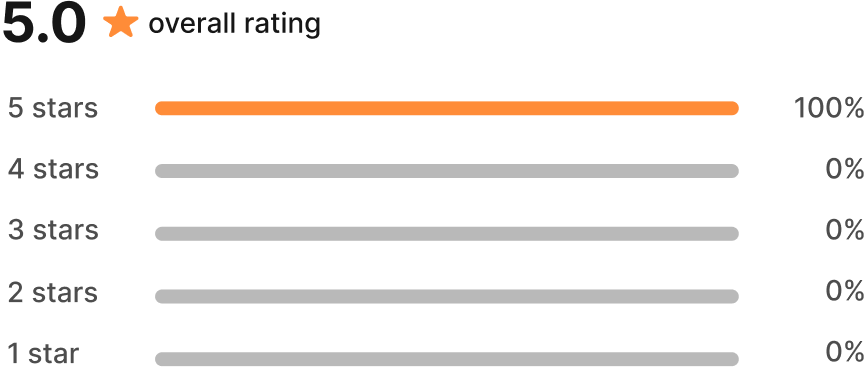 5.0 overall rating
5 stars 100%
4 stars 0%
3 stars 0%
2 stars 0%
1 star 0%